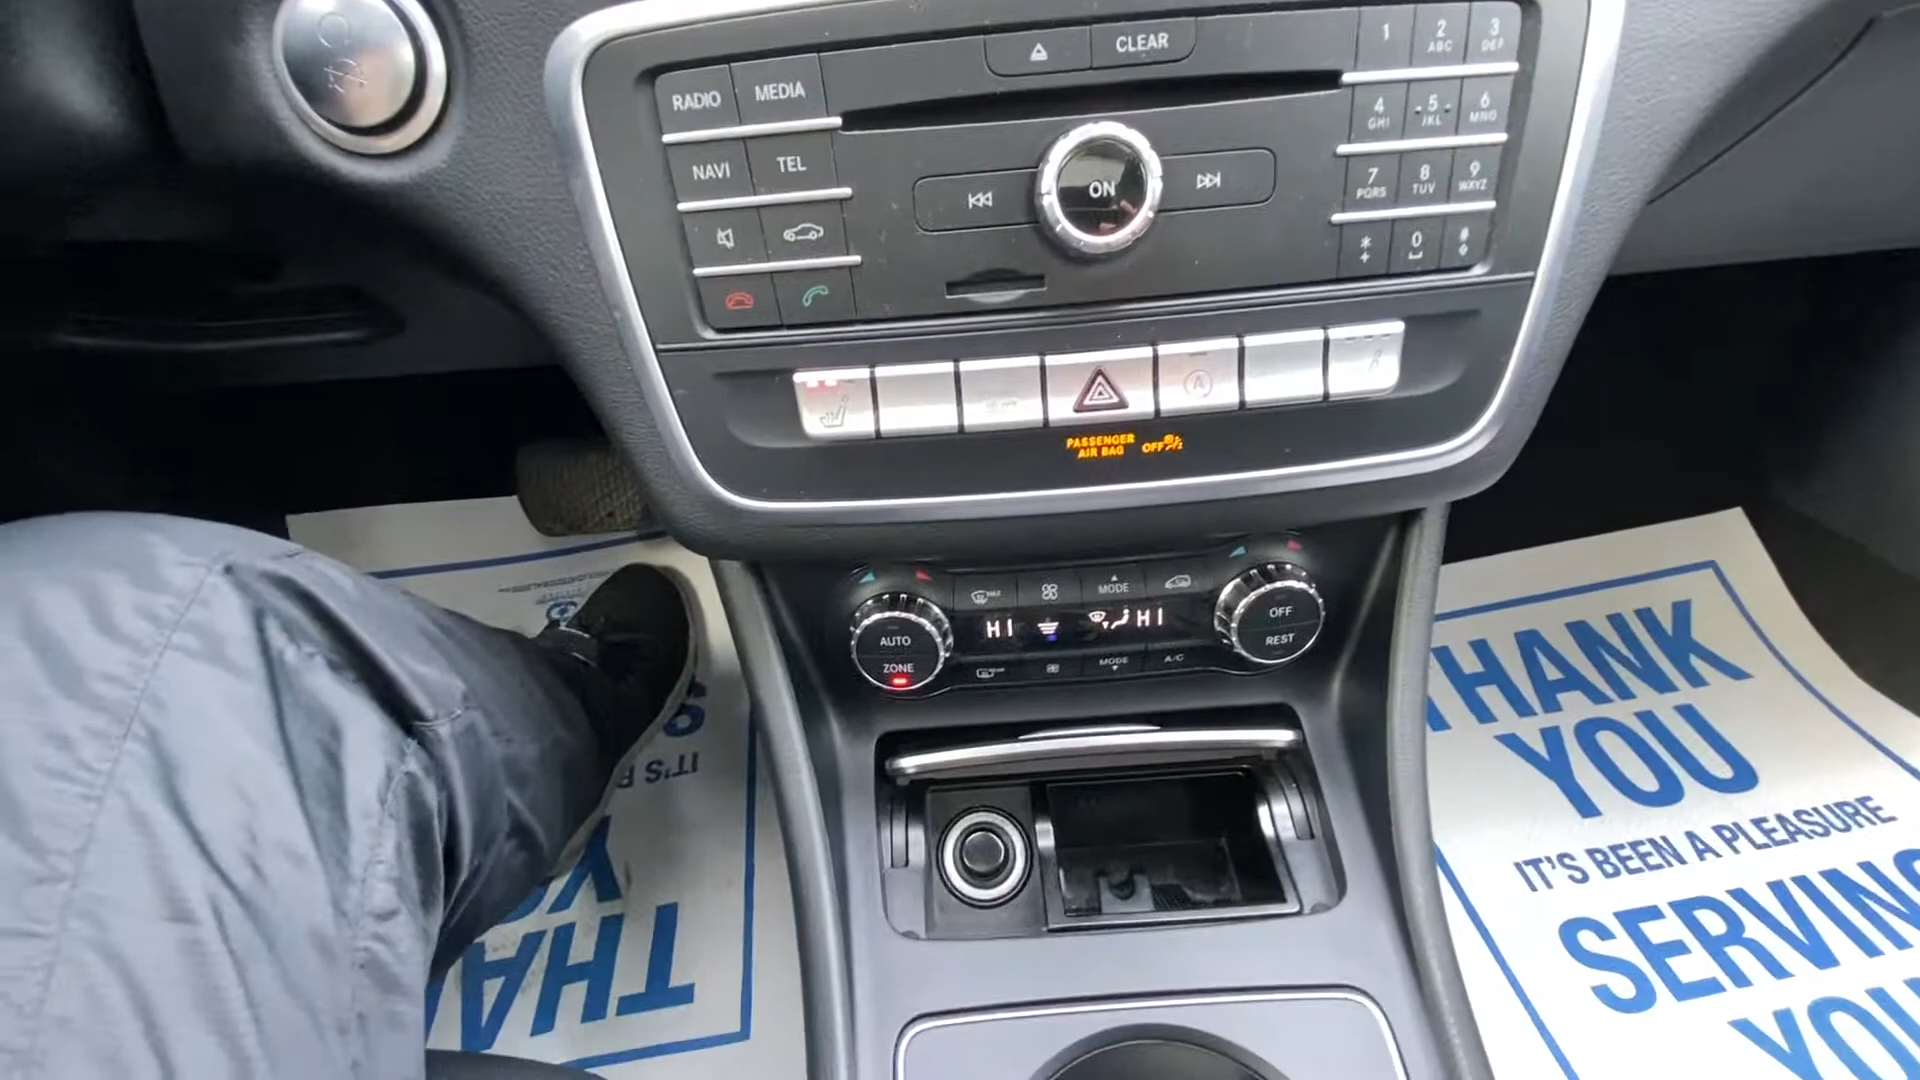 CLEAR
RADIO
MEDIA
NAVI
TEL
ON
1
2
ABC
3
DEF
4
GHI
5
JKL
6
MNO
7
PQRS
8
TUV
9
WXYZ
*
+
0
#
A
PASSENGER
AIR BAG
OFF
AUTO
ZONE
MODE
HI
HI
MODE
A/C
OFF
REST
THANK
YOU
IT'S BEEN A PLEASURE
SERVING
YOU
IT'S
THA